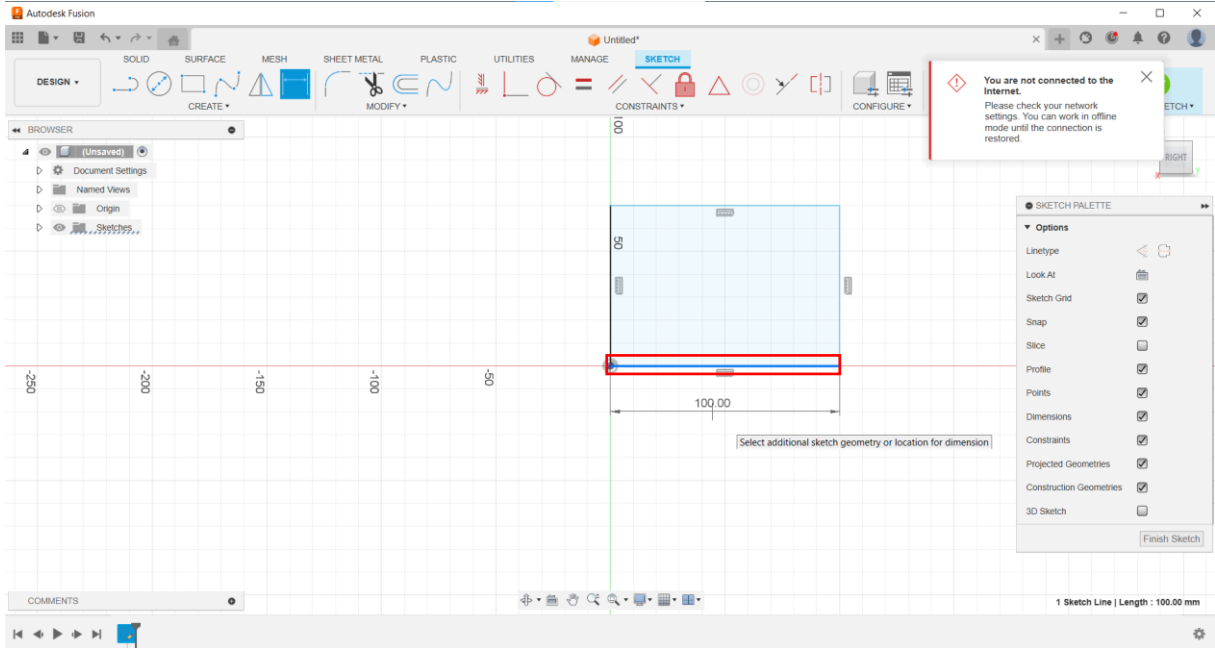 Autodesk Fusion
Untitled*
DESIGN
SOLID
SURFACE
MESH
SHEET METAL
PLASTIC
UTILITIES
MANAGE
SKETCH
CREATE
MODIFY
CONSTRAINTS
CONFIGURE
ETCH
You are not connected to the
Internet.
Please check your network
settings. You can work in offline
mode until the connection is
restored.
BROWSER
(Unsaved)
Document Settings
Named Views
Origin
Sketches
RIGHT
X
Y
100
50
-250
-200
-150
-100
-50
100.00
Select additional sketch geometry or location for dimension
SKETCH PALETTE
Options
Linetype
Look At
Sketch Grid
Snap
Slice
Profile
Points
Dimensions
Constraints
Projected Geometries
Construction Geometries
3D Sketch
Finish Sketch
COMMENTS
1 Sketch Line | Length : 100.00 mm